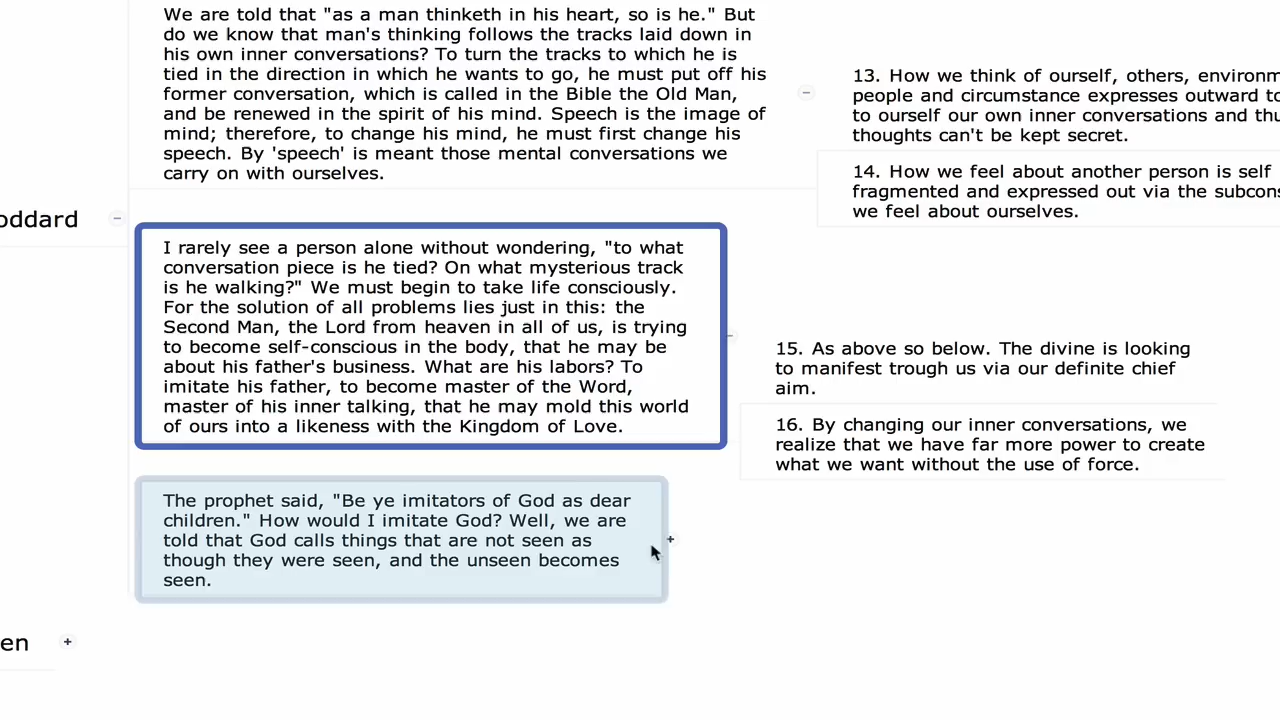 We are told that "as a man thinketh in his heart, so is he." But
do we know that man's thinking follows the tracks laid down in
his own inner conversations? To turn the tracks to which he is
tied in the direction in which he wants to go, he must put off his
former conversation, which is called in the Bible the Old Man,
and be renewed in the spirit of his mind. Speech is the image of
mind; therefore, to change his mind, he must first change his
speech. By 'speech' is meant those mental conversations we
carry on with ourselves.
13. How we think of ourself, others, environm
people and circumstance expresses outward to
to ourself our own inner conversations and thu
thoughts can't be kept secret.
14. How we feel about another person is self
fragmented and expressed out via the subcons
we feel about ourselves.
oddard
I rarely see a person alone without wondering, "to what
conversation piece is he tied? On what mysterious track
is he walking?" We must begin to take life consciously.
For the solution of all problems lies just in this: the
Second Man, the Lord from heaven in all of us, is trying
to become self-conscious in the body, that he may be
about his father's business. What are his labors? To
imitate his father, to become master of the Word,
master of his inner talking, that he may mold this world
of ours into a likeness with the Kingdom of Love.
15. As above so below. The divine is looking
to manifest trough us via our definite chief
aim.
16. By changing our inner conversations, we
realize that we have far more power to create
what we want without the use of force.
The prophet said, "Be ye imitators of God as dear
children." How would I imitate God? Well, we are
told that God calls things that are not seen as
though they were seen, and the unseen becomes
seen.
en